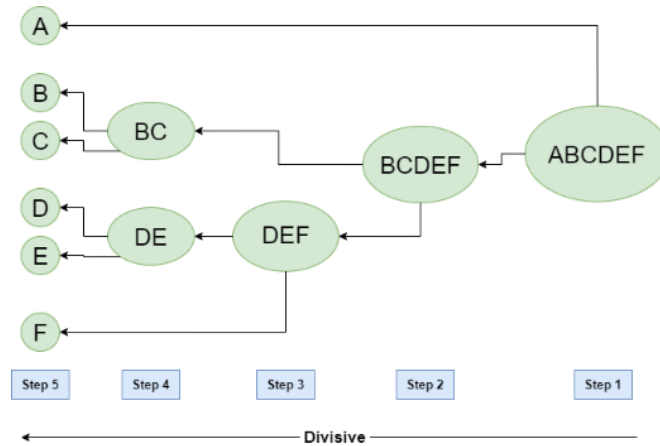 A
B
C
BC
BCDEF
ABCDEF
D
E
DE
DEF
F
Step 5
Step 4
Step 3
Step 2
Step 1
Divisive